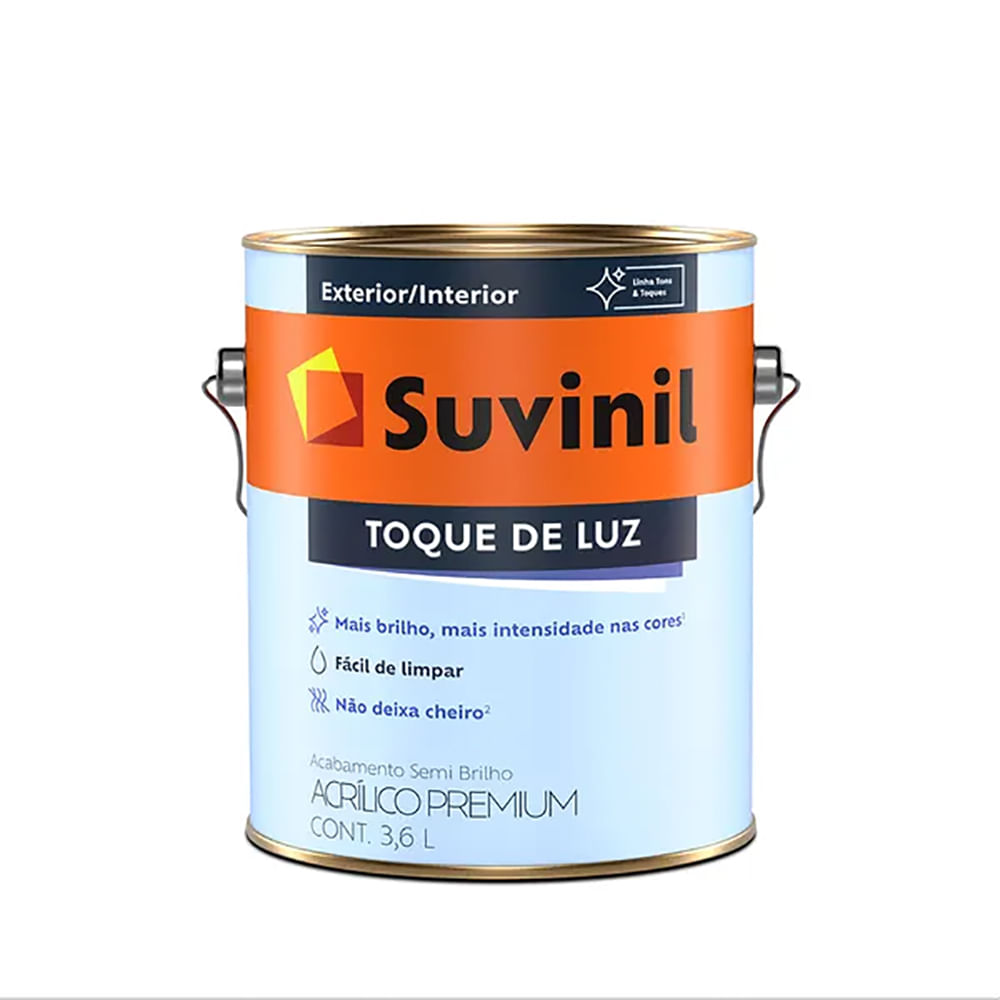 Exterior/Interior
Linha Tons
& Toques
Suvinil
TOQUE DE LUZ
Mais brilho, mais intensidade nas cores¹
Fácil de limpar
Não deixa cheiro²
Acabamento Semi Brilho
ACRÍLICO PREMIUM
CONT. 3,6 L